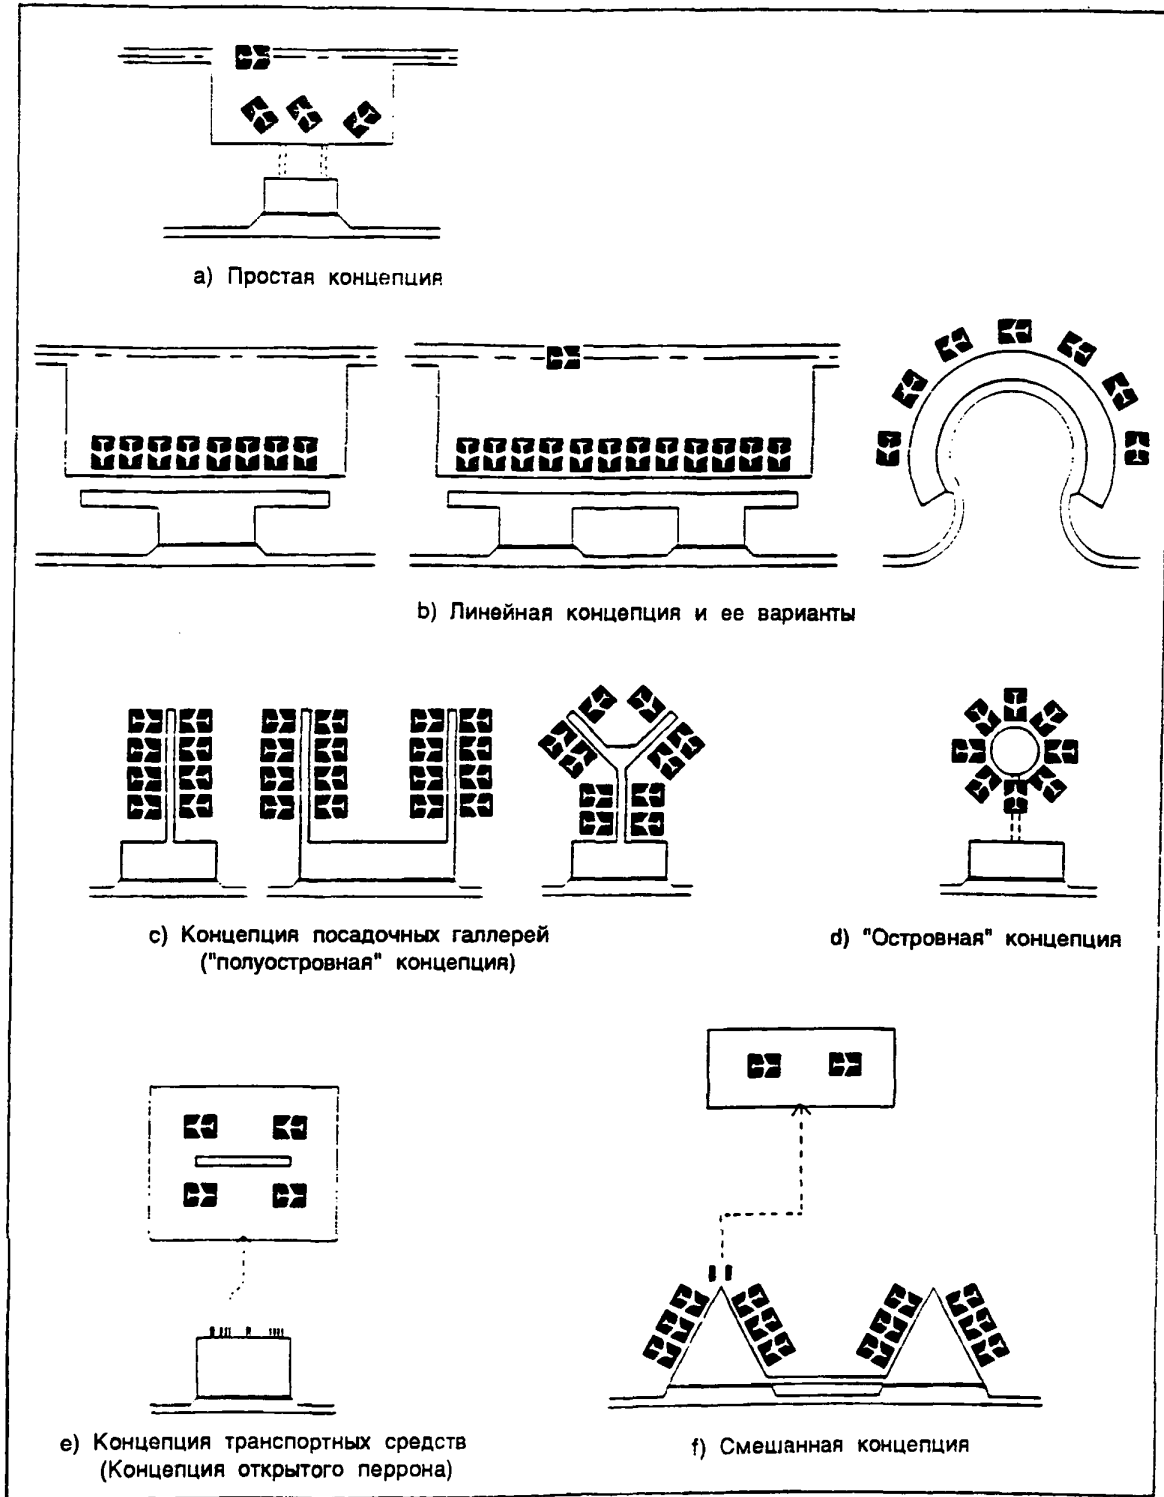 a) Простая концепция
b) Линейная концепция и ее варианты
c) Концепция посадочных галлерей
("полуостровная" концепция)
d) "Островная" концепция
e) Концепция транспортных средств
(Концепция открытого перрона)
f) Смешанная концепция